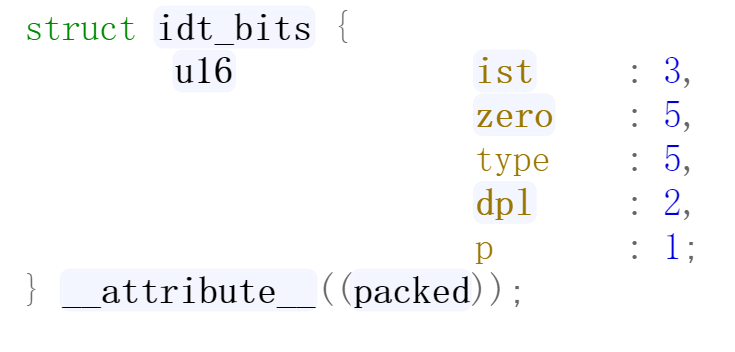 struct idt_bits {
u16 ist : 3,
zero : 5,
type : 5,
dpl : 2,
p : 1;
} __attribute__((packed));